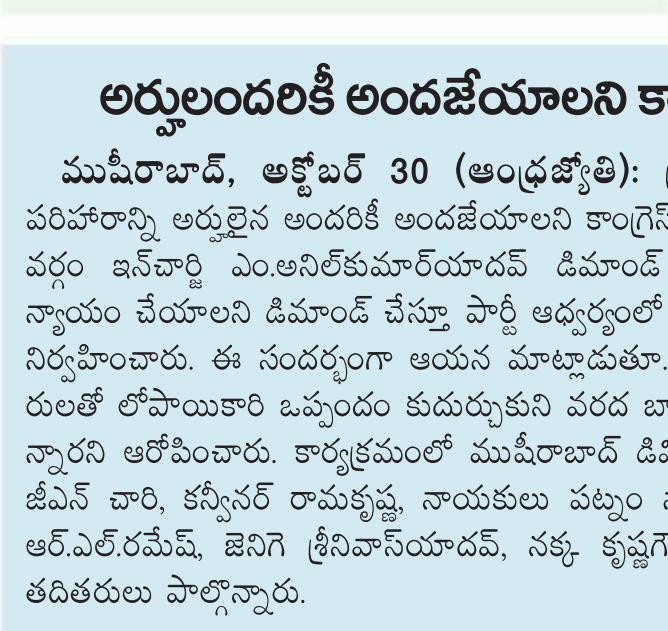 అర్హులందరికీ అందజేయాలని
ముషీరాబాద్, అక్టోబర్ 30 (ఆంధ్రజ్యోతి):
పరిహారాన్ని అర్హులైన అందరికీ అందజేయాలని కాంగ్రెస్
వర్గం ఇన్‌చార్జి ఎం.అనిల్‌కుమార్‌యాదవ్ డిమాండ్
న్యాయం చేయాలని డిమాండ్ చేస్తూ పార్టీ ఆధ్వర్యంలో
నిర్వహించారు. ఈ సందర్భంగా ఆయన మాట్లాడుతూ.
రులతో లోపాయికారి ఒప్పందం కుదుర్చుకుని వరద
న్నారని ఆరోపించారు. కార్యక్రమంలో ముషీరాబాద్
జీఎన్ చారి, కన్వీనర్ రామకృష్ణ, నాయకులు పట్నం
ఆర్.ఎల్.రమేష్, జెనిగె శ్రీనివాస్‌యాదవ్, నక్క
తదితరులు పాల్గొన్నారు.